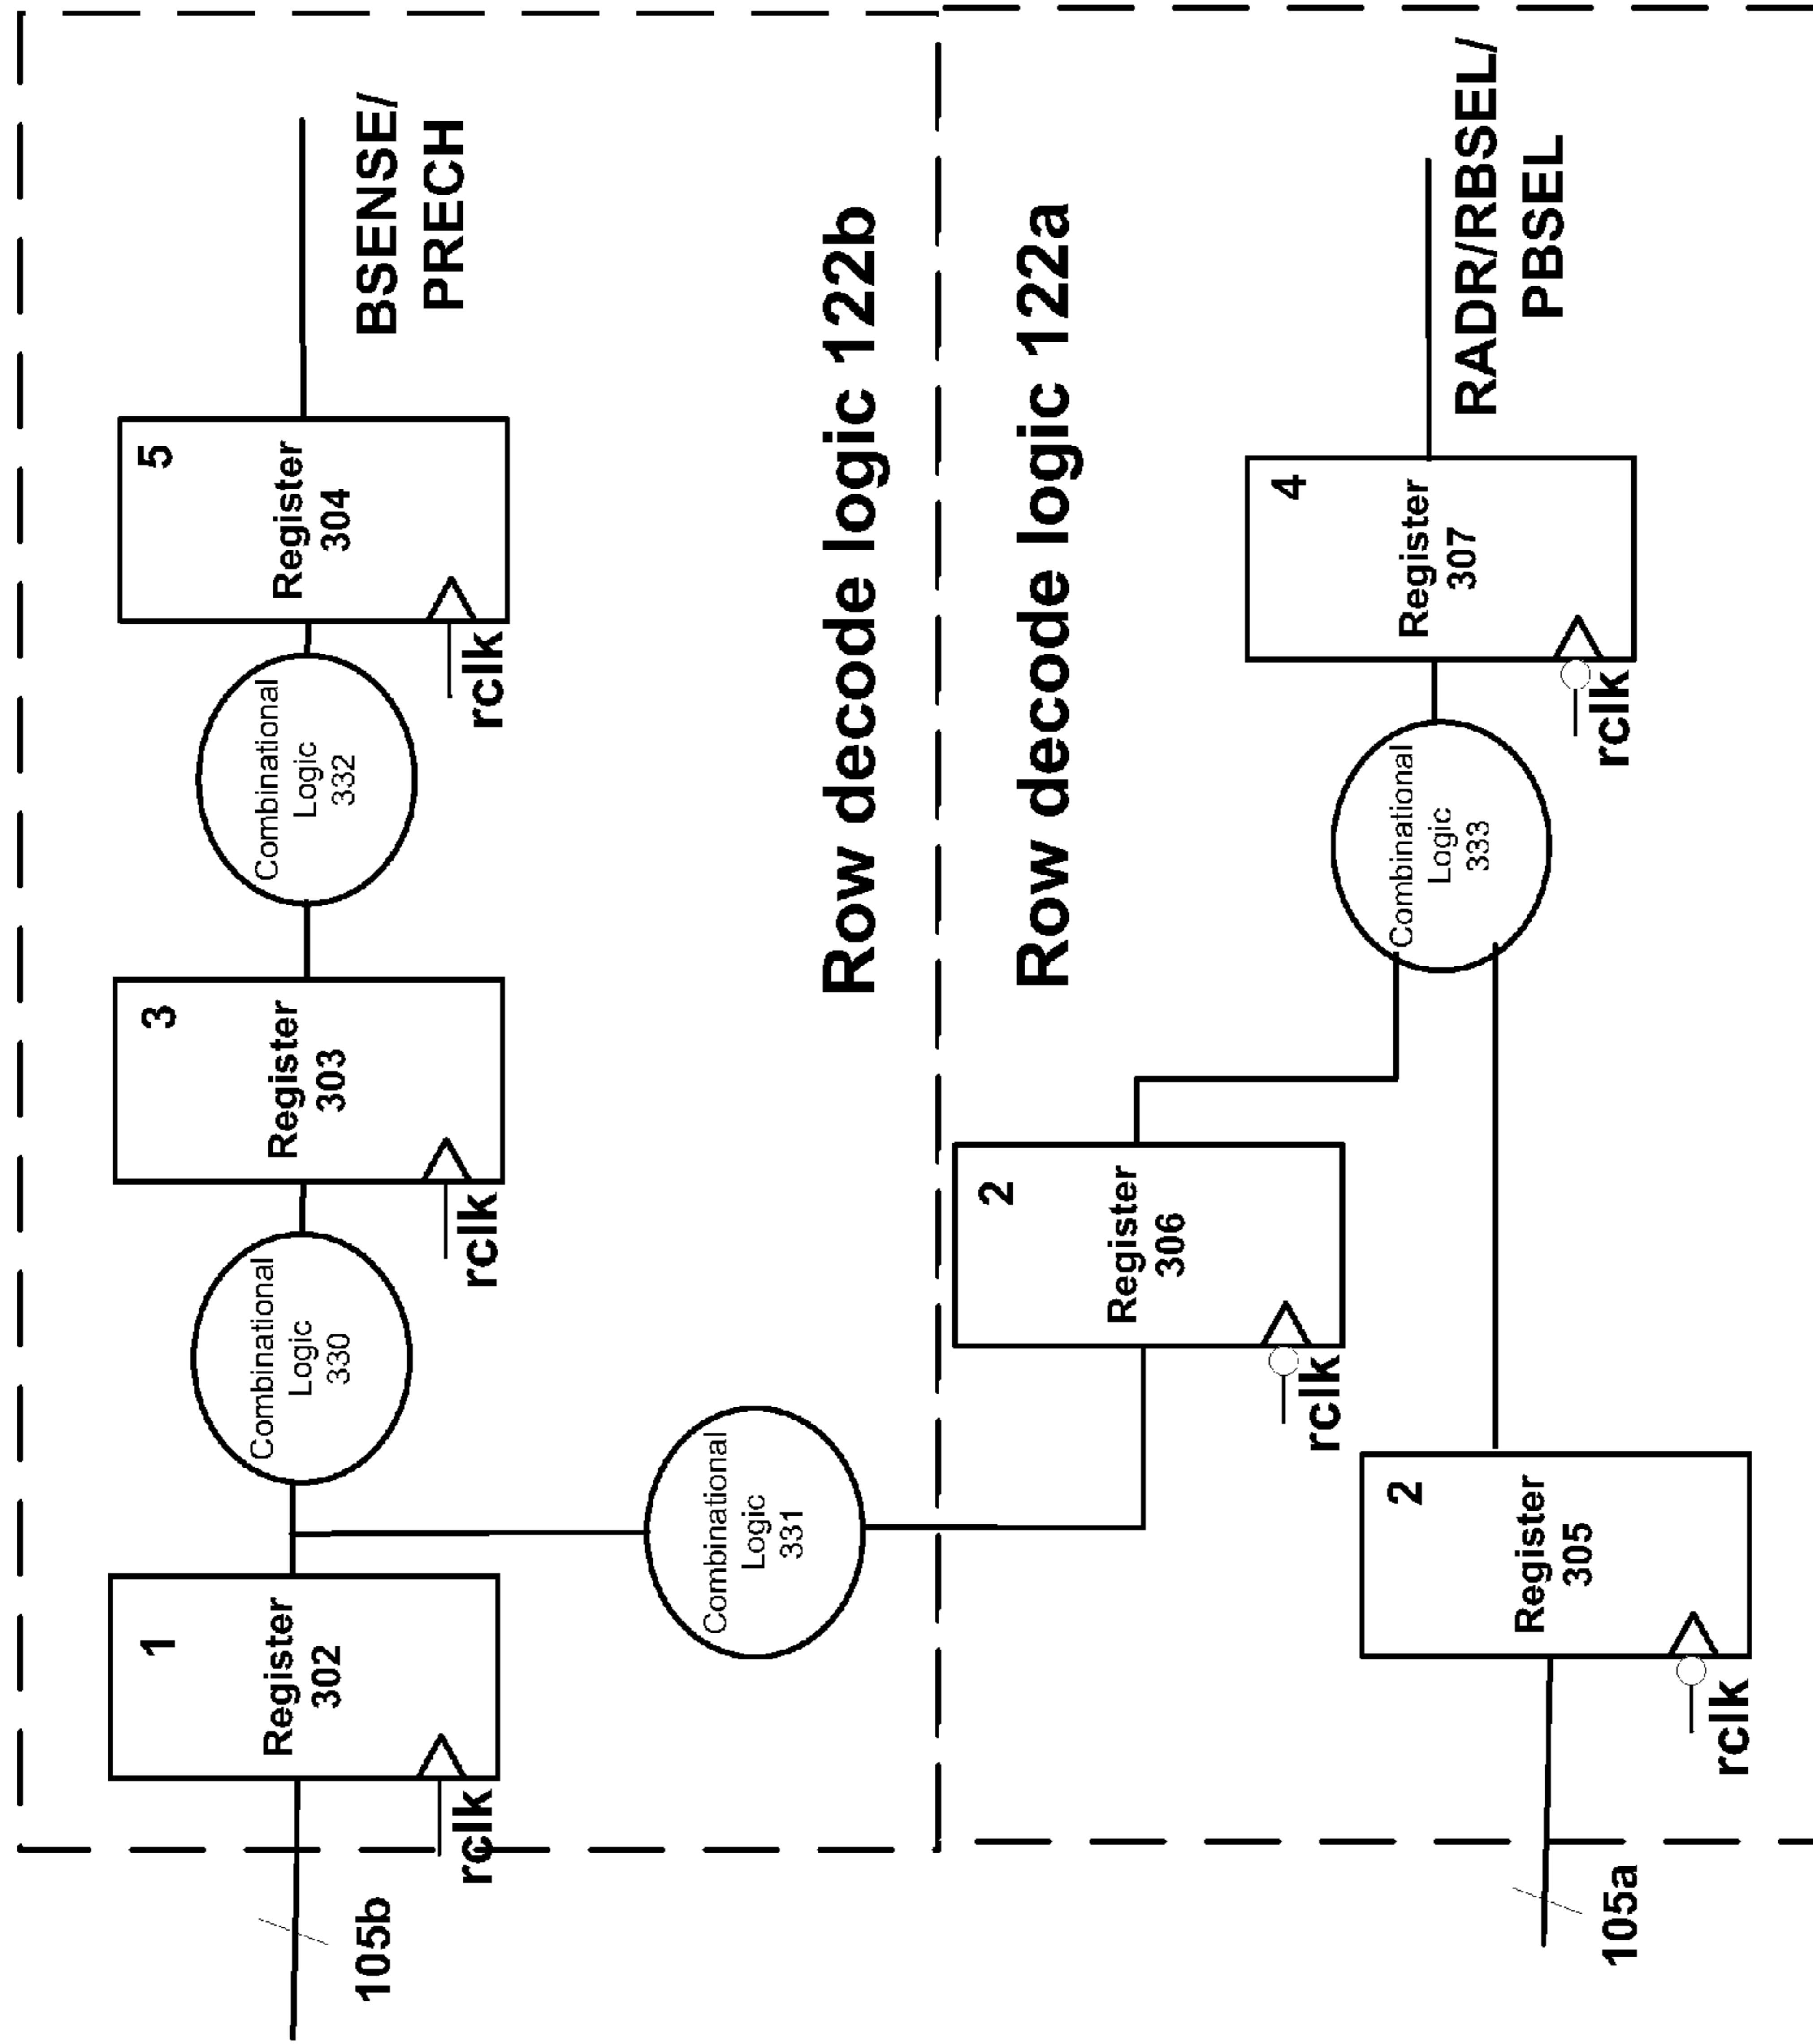 105b
rclk
1
Register
302
Combinational
Logic
330
rclk
3
Register
303
Combinational
Logic
332
rclk
5
Register
304
BSENSE/
PRECH
Combinational
Logic
331
Row decode logic 122b
Row decode logic 122a
rclk
2
Register
306
105a
rclk
2
Register
305
Combinational
Logic
333
rclk
4
Register
307
RADR/RBSEL/
PBSEL